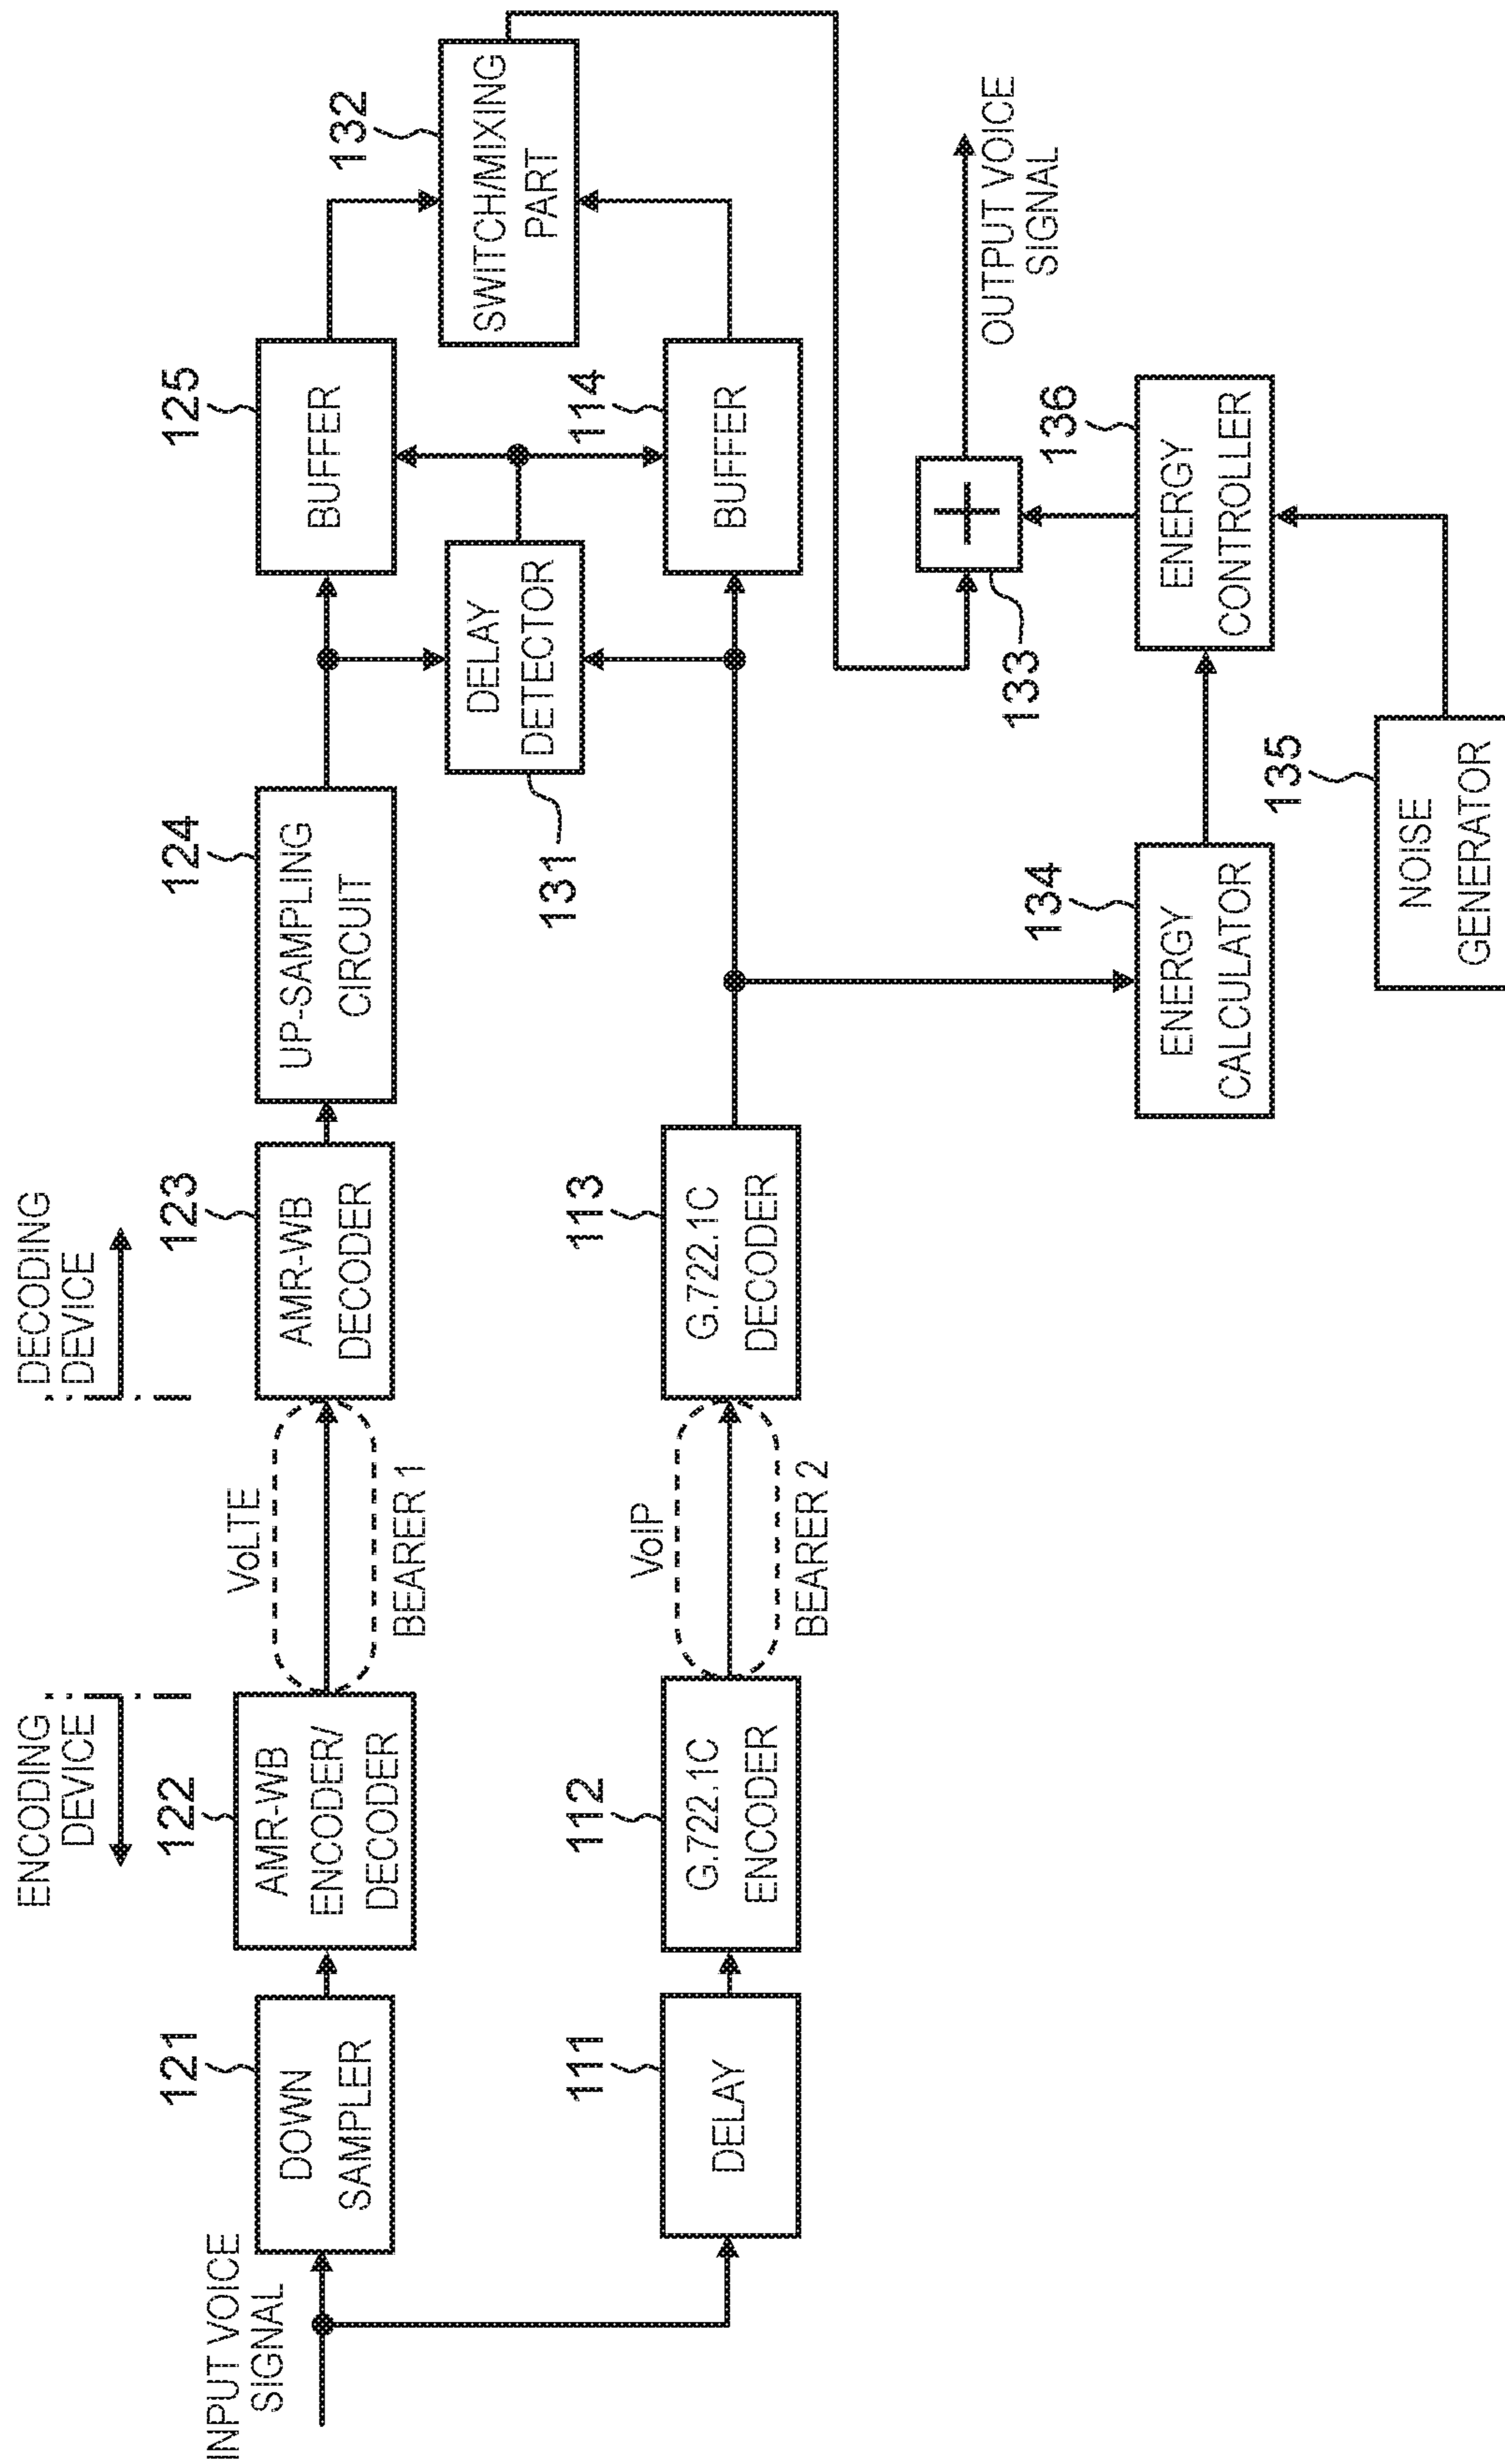 ENCODING
DEVICE
DECODING
DEVICE
INPUT VOICE
SIGNAL
121
DOWN
SAMPLER
122
AMR-WB
ENCODER/
DECODER
VoLTE
BEARER 1
123
AMR-WB
DECODER
124
UP-SAMPLING
CIRCUIT
125
BUFFER
132
SWITCH/MIXING
PART
131
DELAY
DETECTOR
111
DELAY
112
G.722.1C
ENCODER
VoIP
BEARER 2
113
G.722.1C
DECODER
114
BUFFER
133
+
OUTPUT VOICE
SIGNAL
134
ENERGY
CALCULATOR
136
ENERGY
CONTROLLER
135
NOISE
GENERATOR